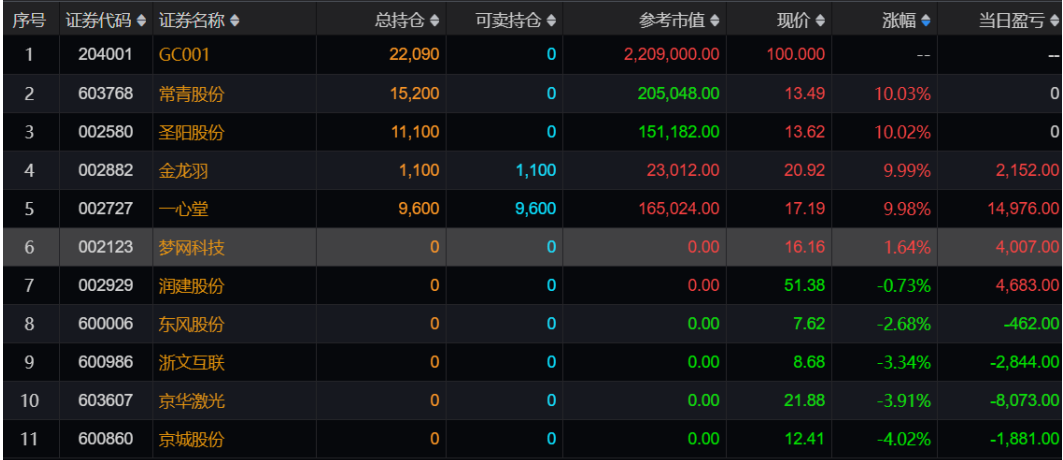 序号 证券代码 证券名称 总持仓 可卖持仓 参考市值 现价 涨幅 当日盈亏
1 204001 GC001 22,090 0 2,209,000.00 100.000 -- --
2 603768 常青股份 15,200 0 205,048.00 13.49 10.03% 0
3 002580 圣阳股份 11,100 0 151,182.00 13.62 10.02% 0
4 002882 金龙羽 1,100 1,100 23,012.00 20.92 9.99% 2,152.00
5 002727 一心堂 9,600 9,600 165,024.00 17.19 9.98% 14,976.00
6 002123 梦网科技 0 0 0.00 16.16 1.64% 4,007.00
7 002929 润建股份 0 0 0.00 51.38 -0.73% 4,683.00
8 600006 东风股份 0 0 0.00 7.62 -2.68% -462.00
9 600986 浙文互联 0 0 0.00 8.68 -3.34% -2,844.00
10 603607 京华激光 0 0 0.00 21.88 -3.91% -8,073.00
11 600860 京城股份 0 0 0.00 12.41 -4.02% -1,881.00